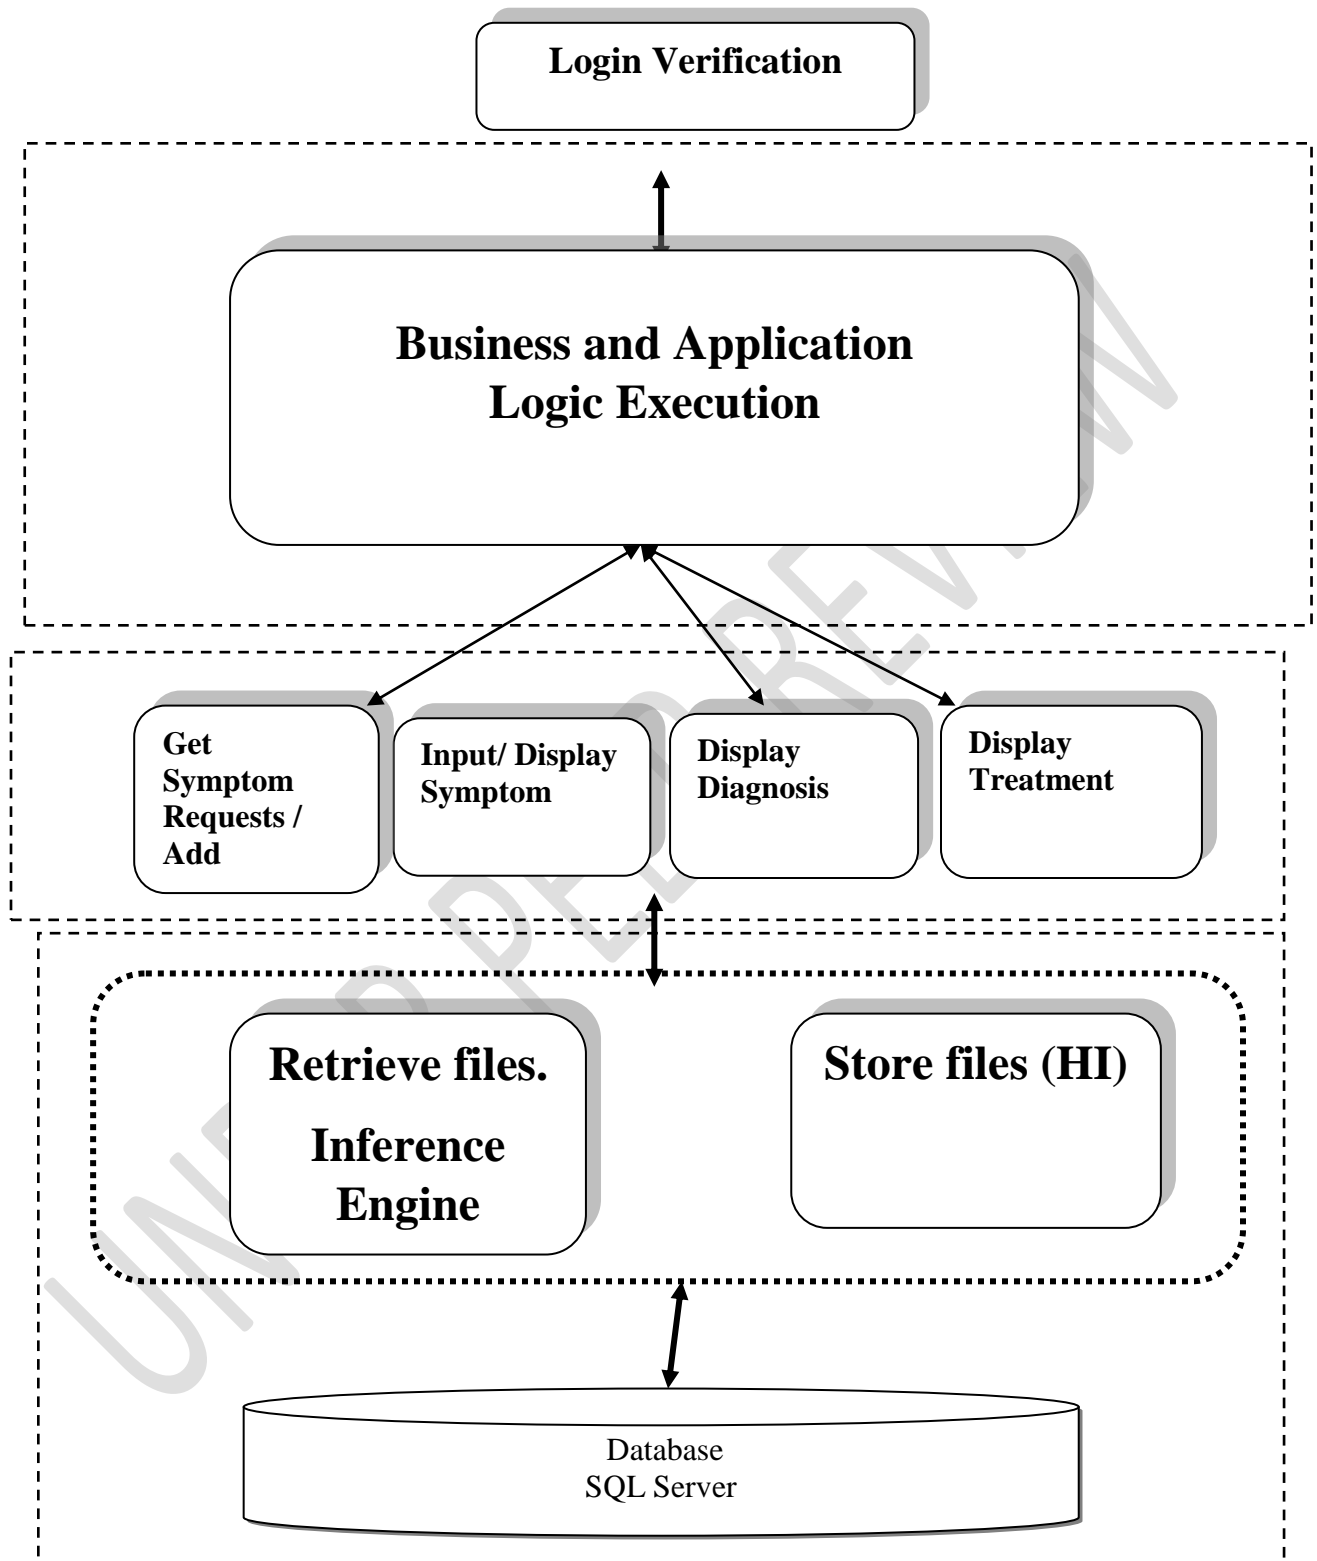 Login Verification
Business and Application
Logic Execution
Get
Symptom
Requests /
Add
Input/ Display
Symptom
Display
Diagnosis
Display
Treatment
Retrieve files.
Inference
Engine
Store files (HI)
Database
SQL Server